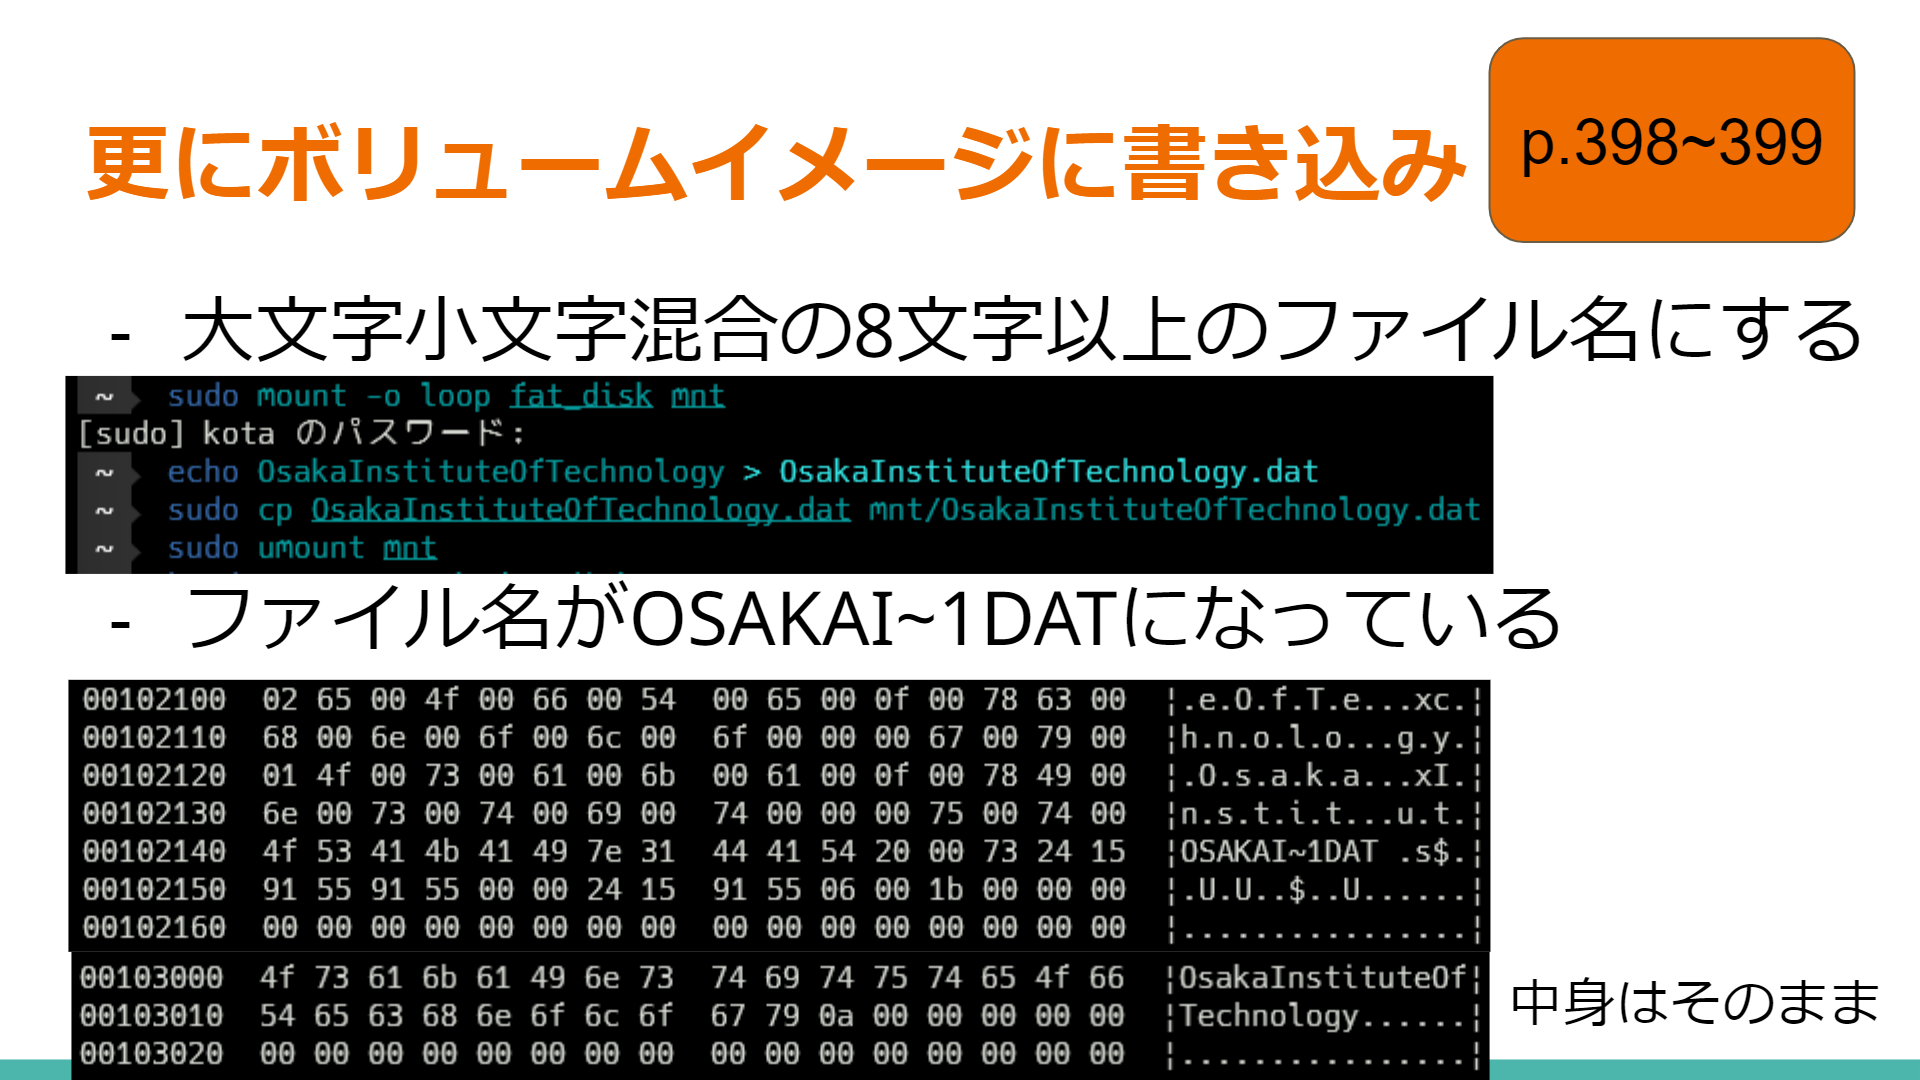 更にボリュームイメージに書き込み
p.398~399
- 大文字小文字混合の8文字以上のファイル名にする
~ sudo mount -o loop fat_disk mnt
[sudo] kota のパスワード:
~ echo OsakaInstituteOfTechnology > OsakaInstituteOfTechnology.dat
~ sudo cp OsakaInstituteOfTechnology.dat mnt/OsakaInstituteOfTechnology.dat
~ sudo umount mnt
- ファイル名がOSAKAI~1DATになっている
00102100  02 65 00 4f 00 66 00 54  00 65 00 0f 00 78 63 00  |.e.O.f.T.e...xc.|
00102110  68 00 6e 00 6f 00 6c 00  6f 00 00 00 67 00 79 00  |h.n.o.l.o...g.y.|
00102120  01 4f 00 73 00 61 00 6b  00 61 00 0f 00 78 49 00  |.O.s.a.k.a...xI.|
00102130  6e 00 73 00 74 00 69 00  74 00 00 00 75 00 74 00  |n.s.t.i.t...u.t.|
00102140  4f 53 41 4b 41 49 7e 31  44 41 54 20 00 73 24 15  |OSAKAI~1DAT .s$.|
00102150  91 55 91 55 00 00 24 15  91 55 06 00 1b 00 00 00  |.U.U..$..U......|
00102160  00 00 00 00 00 00 00 00  00 00 00 00 00 00 00 00  |................|
00103000  4f 73 61 6b 61 49 6e 73  74 69 74 75 74 65 4f 66  |OsakaInstituteOf|
00103010  54 65 63 68 6e 6f 6c 6f  67 79 0a 00 00 00 00 00  |Technology......|
00103020  00 00 00 00 00 00 00 00  00 00 00 00 00 00 00 00  |................|
中身はそのまま